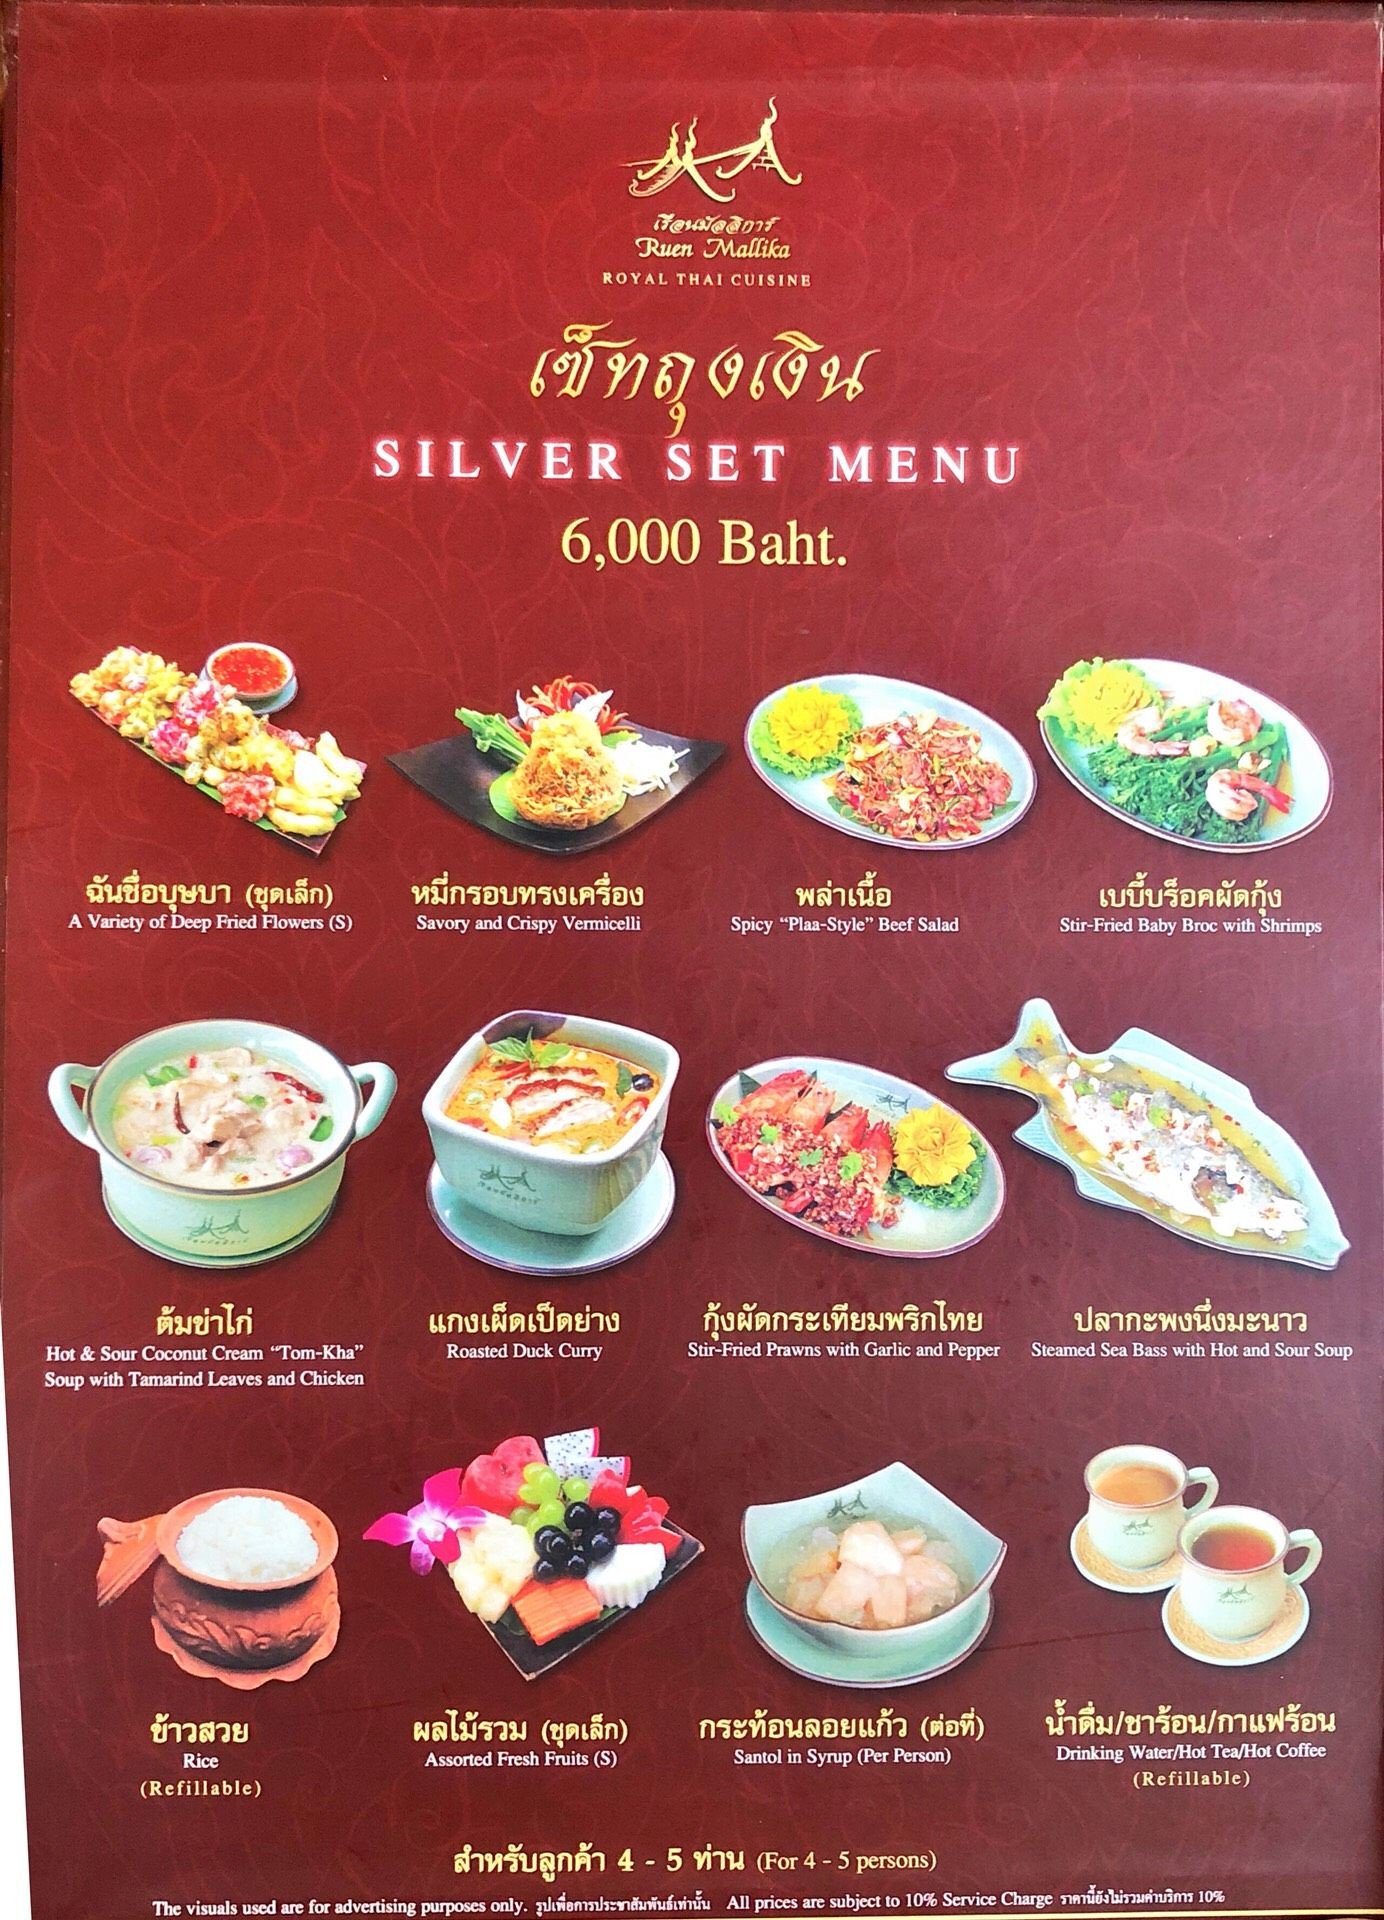 เรือนมัลลิการ์
Ruen Mallika
ROYAL THAI CUISINE
เซ็ทถุงเงิน
SILVER SET MENU
6,000 Baht.
ฉันชื่อบุษบา (ชุดเล็ก)
A Variety of Deep Fried Flowers (S)
หมี่กรอบทรงเครื่อง
Savory and Crispy Vermicelli
พล่าเนื้อ
Spicy “Plaa-Style” Beef Salad
เบบี้บร็อคผัดกุ้ง
Stir-Fried Baby Broc with Shrimps
ต้มข่าไก่
Hot & Sour Coconut Cream “Tom-Kha”
Soup with Tamarind Leaves and Chicken
แกงเผ็ดเป็ดย่าง
Roasted Duck Curry
กุ้งผัดกระเทียมพริกไทย
Stir-Fried Prawns with Garlic and Pepper
ปลากะพงนึ่งมะนาว
Steamed Sea Bass with Hot and Sour Soup
ข้าวสวย
Rice
(Refillable)
ผลไม้รวม (ชุดเล็ก)
Assorted Fresh Fruits (S)
กระท้อนลอยแก้ว (ต่อที่)
Santol in Syrup (Per Person)
น้ำดื่ม/ชาร้อน/กาแฟร้อน
Drinking Water/Hot Tea/Hot Coffee
(Refillable)
สำหรับลูกค้า 4 - 5 ท่าน (For 4 - 5 persons)
The visuals used are for advertising purposes only. รูปเพื่อการประชาสัมพันธ์เท่านั้น All prices are subject to 10% Service Charge ราคานี้ยังไม่รวมค่าบริการ 10%